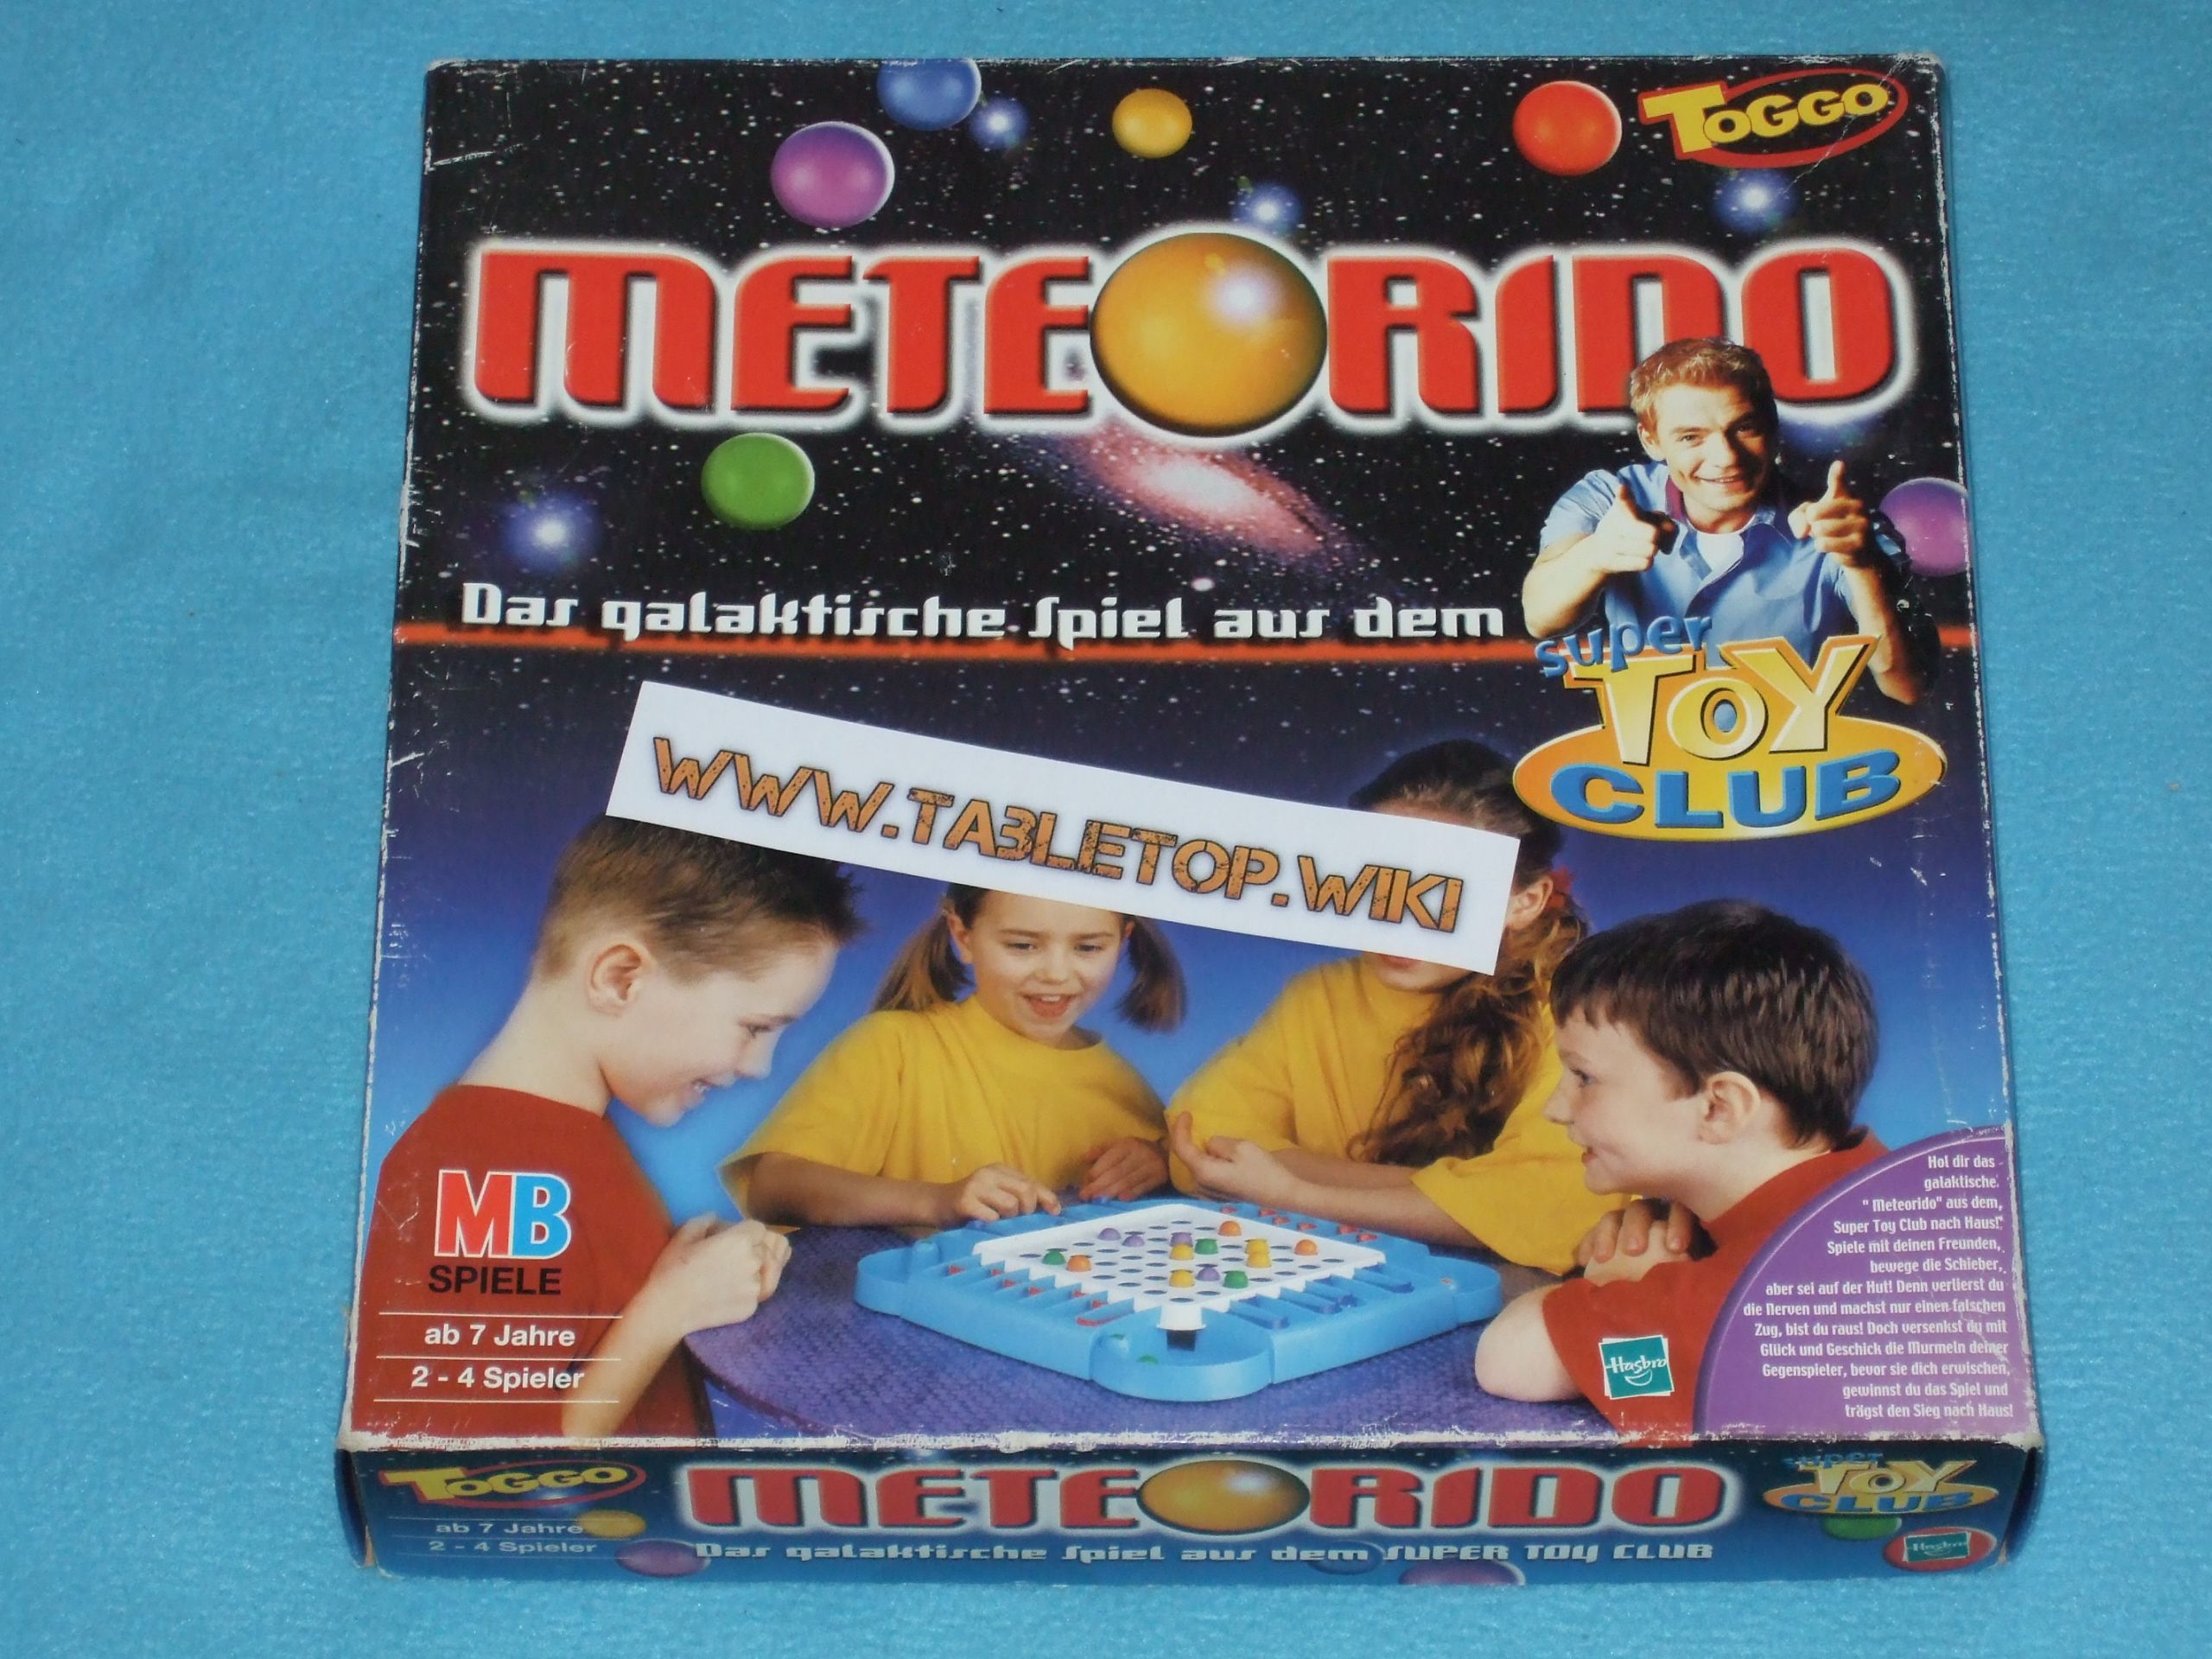 TOGGO
METEORIDO
Das galaktische Spiel aus dem
super
TOY
CLUB
WWW.TABLETOP.WIKI
MB
SPIELE
ab 7 Jahre
2 - 4 Spieler
Hasbro
Hol dir das
galaktische
"Meteorido" aus dem
Super Toy Club nach Haus!
Spiele mit deinen Freunden,
bewege die Schieber,
aber sei auf der Hut! Denn verlierst du
die Nerven und machst nur einen falschen
Zug, bist du raus! Doch versenkst du mit
Glück und Geschick die Murmeln deiner
Gegenspieler, bevor sie dich erwischen,
gewinnst du das Spiel und
trägst den Sieg nach Haus!
TOGGO
METEORIDO
super
TOY
CLUB
ab 7 Jahre
2 - 4 Spieler
Das galaktische Spiel aus dem SUPER TOY CLUB
Hasbro